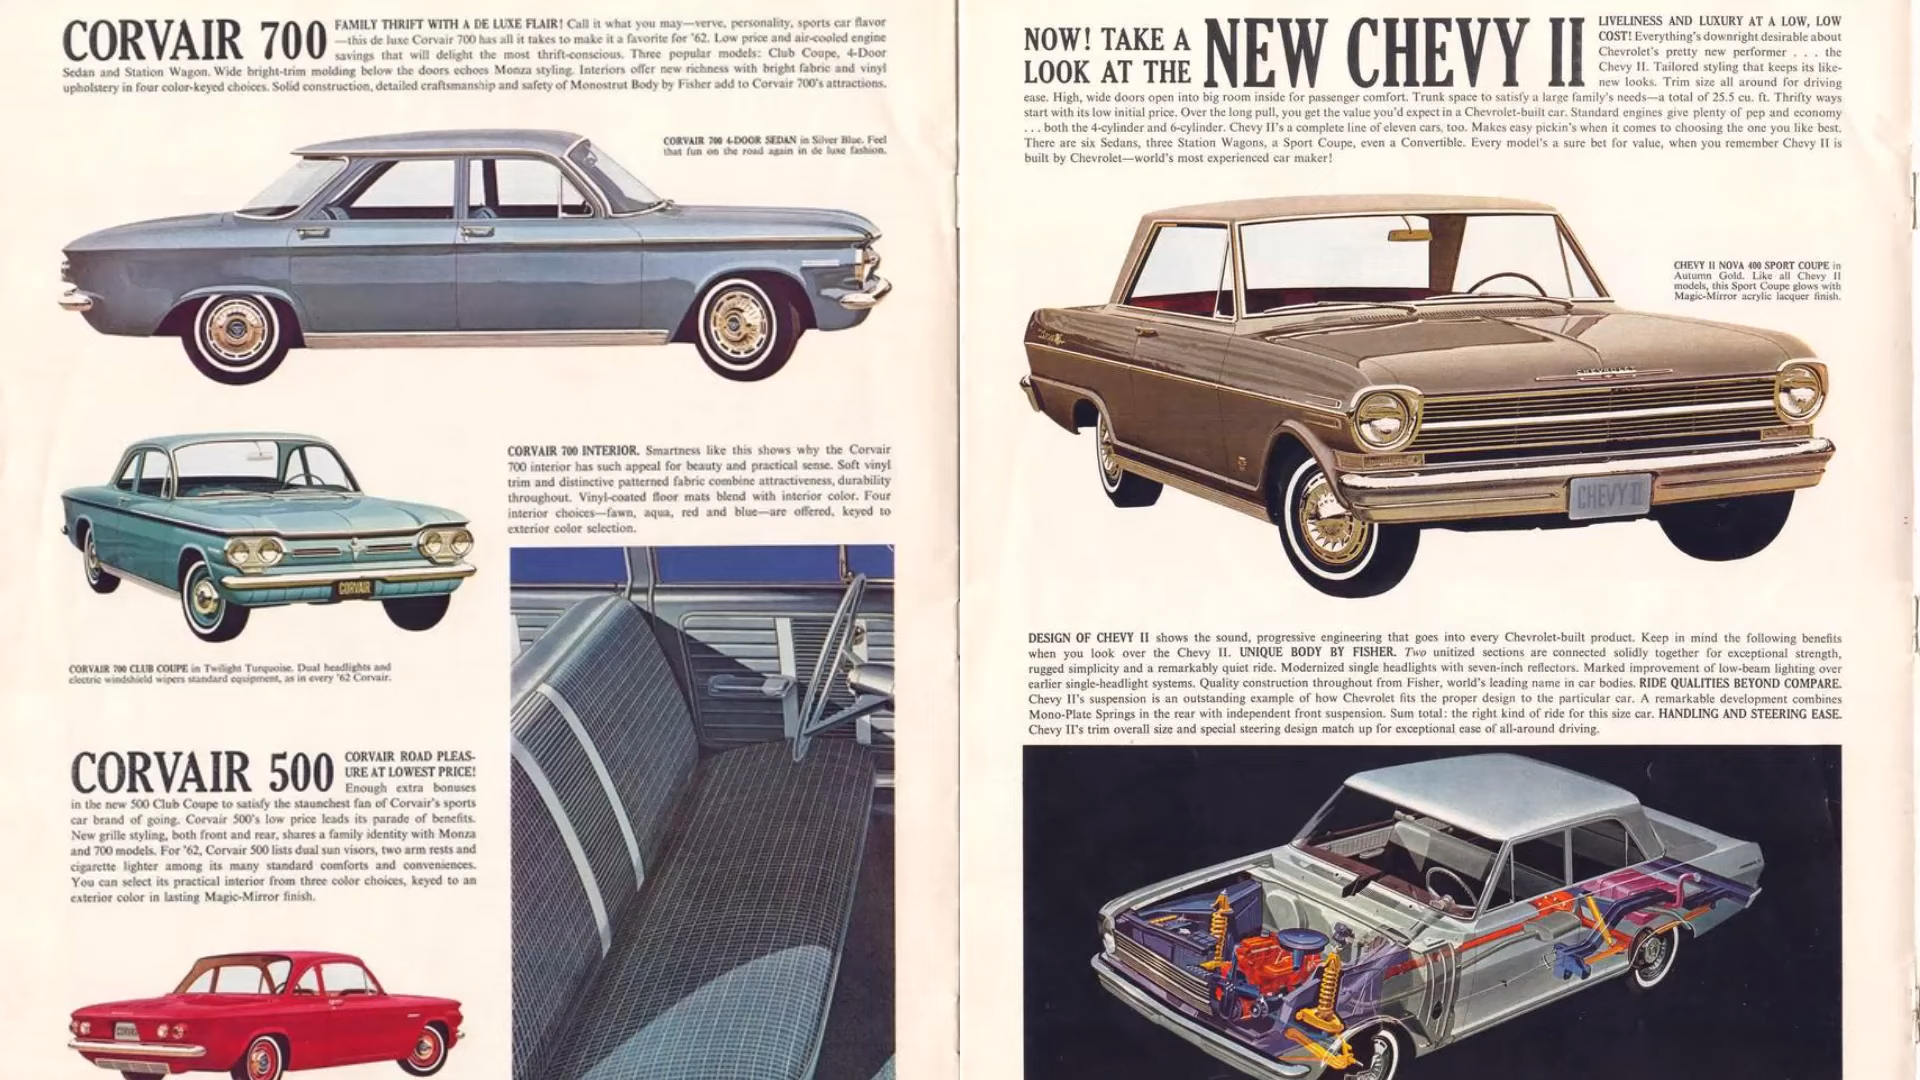 CORVAIR 700
FAMILY THRIFT WITH A DE LUXE FLAIR! Call it what you may—verve, personality, sports car flavor
—this de luxe Corvair 700 has all it takes to make it a favorite for '62. Low price and air-cooled engine
savings that will delight the most thrift-conscious. Three popular models: Club Coupe, 4-Door
Sedan and Station Wagon. Wide bright-trim molding below the doors echoes Monza styling. Interiors offer new richness with bright fabric and vinyl
upholstery in four color-keyed choices. Solid construction, detailed craftsmanship and safety of Monostrut Body by Fisher add to Corvair 700's attractions.
CORVAIR 700 4-DOOR SEDAN in Silver Blue. Feel
that fun on the road again in de luxe fashion.
CORVAIR 700 INTERIOR. Smartness like this shows why the Corvair
700 interior has such appeal for beauty and practical sense. Soft vinyl
trim and distinctive patterned fabric combine attractiveness, durability
throughout. Vinyl-coated floor mats blend with interior color. Four
interior choices—fawn, aqua, red and blue—are offered, keyed to
exterior color selection.
CORVAIR
CORVAIR 700 CLUB COUPE in Twilight Turquoise. Dual headlights and
electric windshield wipers standard equipment, as in every '62 Corvair.
CORVAIR 500
CORVAIR ROAD PLEAS-
URE AT LOWEST PRICE!
Enough extra bonuses
in the new 500 Club Coupe to satisfy the staunchest fan of Corvair's sports
car brand of going. Corvair 500's low price leads its parade of benefits.
New grille styling, both front and rear, shares a family identity with Monza
and 700 models. For '62, Corvair 500 lists dual sun visors, two arm rests and
cigarette lighter among its many standard comforts and conveniences.
You can select its practical interior from three color choices, keyed to an
exterior color in lasting Magic-Mirror finish.
CORVAIR
NOW! TAKE A
LOOK AT THE
NEW CHEVY II
LIVELINESS AND LUXURY AT A LOW, LOW
COST! Everything's downright desirable about
Chevrolet's pretty new performer . . . the
Chevy II. Tailored styling that keeps its like-
new looks. Trim size all around for driving
ease. High, wide doors open into big room inside for passenger comfort. Trunk space to satisfy a large family's needs—a total of 25.5 cu. ft. Thrifty ways
start with its low initial price. Over the long pull, you get the value you'd expect in a Chevrolet-built car. Standard engines give plenty of pep and economy
. . . both the 4-cylinder and 6-cylinder. Chevy II's a complete line of eleven cars, too. Makes easy pickin's when it comes to choosing the one you like best.
There are six Sedans, three Station Wagons, a Sport Coupe, even a Convertible. Every model's a sure bet for value, when you remember Chevy II is
built by Chevrolet—world's most experienced car maker!
CHEVY II NOVA 400 SPORT COUPE in
Autumn Gold. Like all Chevy II
models, this Sport Coupe glows with
Magic-Mirror acrylic lacquer finish.
CHEVROLET
CHEVY II
DESIGN OF CHEVY II shows the sound, progressive engineering that goes into every Chevrolet-built product. Keep in mind the following benefits
when you look over the Chevy II. UNIQUE BODY BY FISHER. Two unitized sections are connected solidly together for exceptional strength,
rugged simplicity and a remarkably quiet ride. Modernized single headlights with seven-inch reflectors. Marked improvement of low-beam lighting over
earlier single-headlight systems. Quality construction throughout from Fisher, world's leading name in car bodies. RIDE QUALITIES BEYOND COMPARE.
Chevy II's suspension is an outstanding example of how Chevrolet fits the proper design to the particular car. A remarkable development combines
Mono-Plate Springs in the rear with independent front suspension. Sum total: the right kind of ride for this size car. HANDLING AND STEERING EASE.
Chevy II's trim overall size and special steering design match up for exceptional ease of all-around driving.